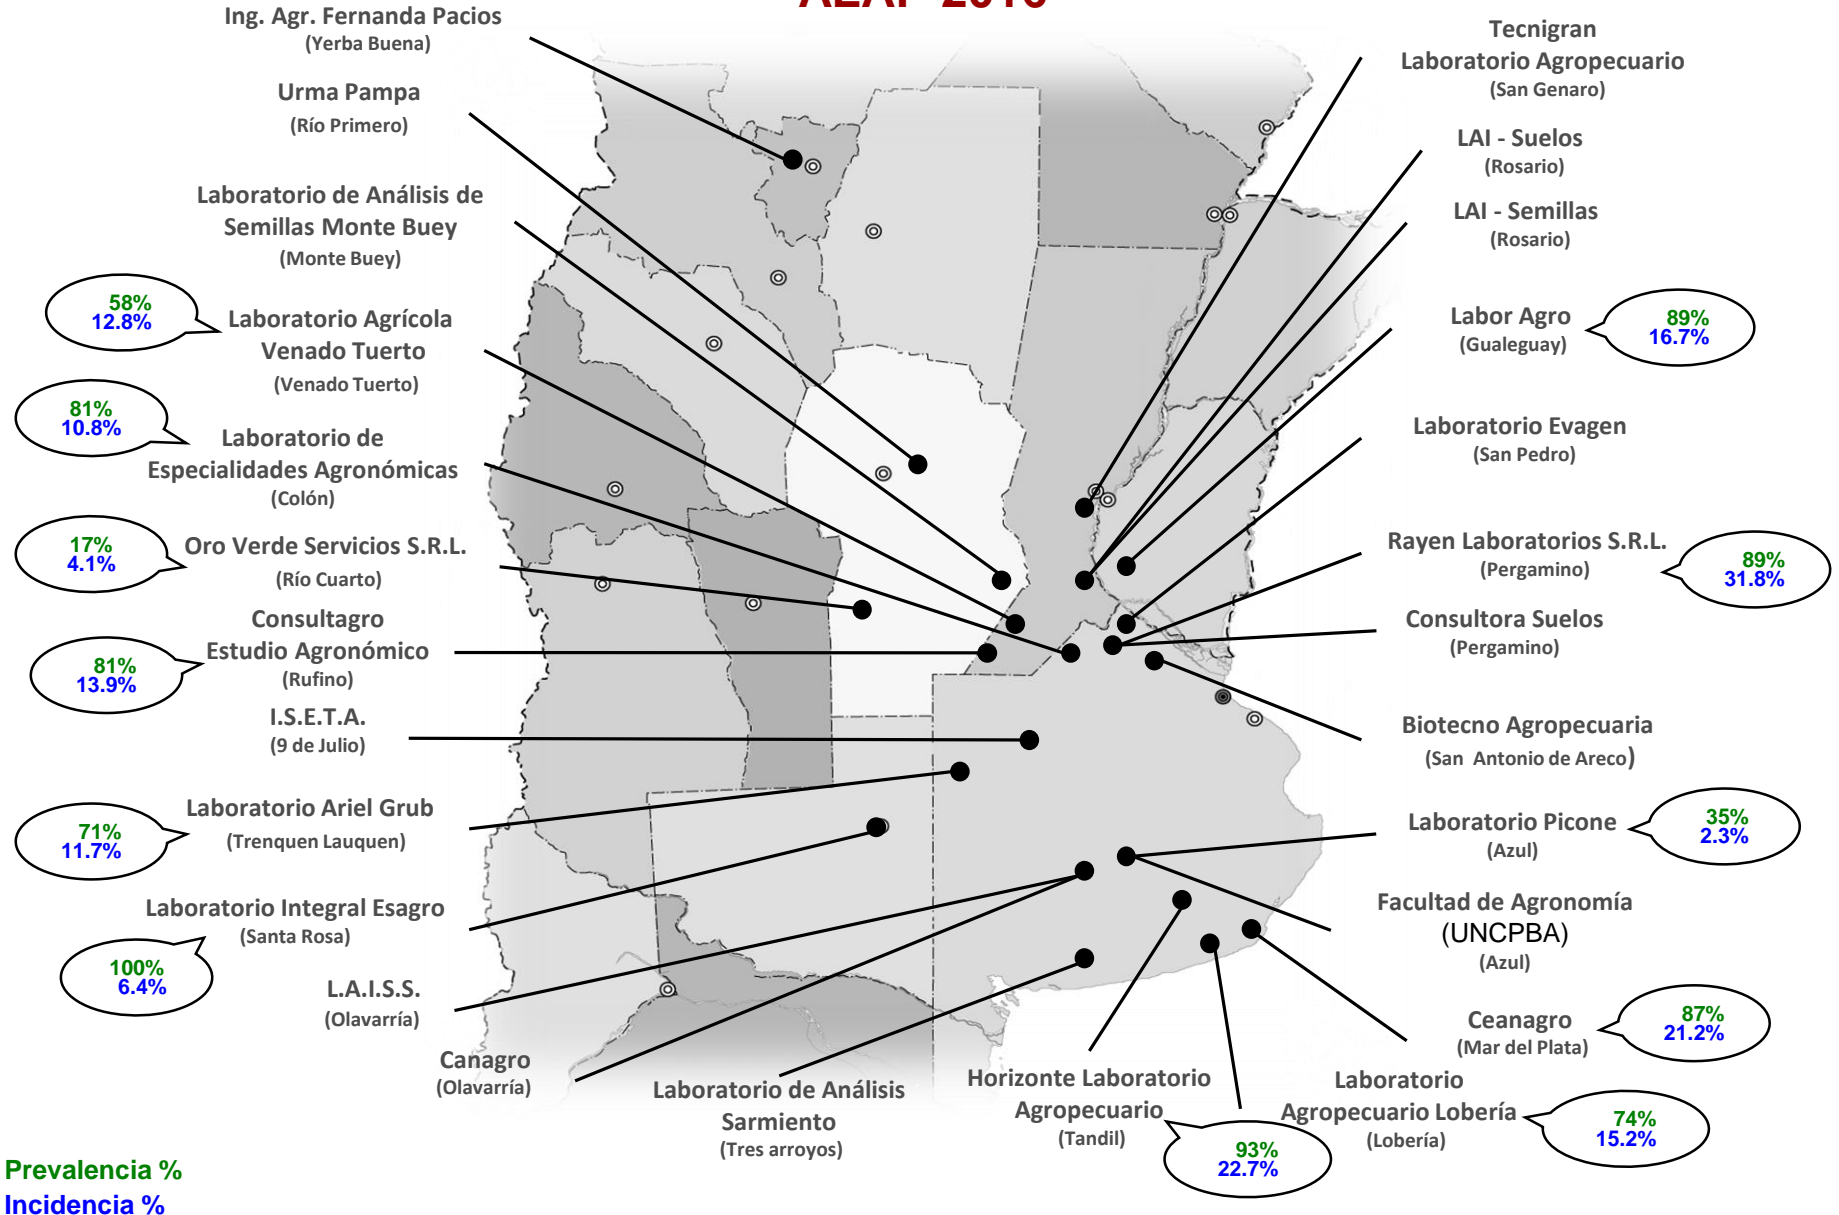 Ing. Agr. Fernanda Pacios
(Yerba Buena)
Urma Pampa
(Río Primero)
Laboratorio de Análisis de
Semillas Monte Buey
(Monte Buey)
58%
12.8%
Laboratorio Agrícola
Venado Tuerto
(Venado Tuerto)
81%
10.8%
Laboratorio de
Especialidades Agronómicas
(Colón)
17%
4.1%
Oro Verde Servicios S.R.L.
(Río Cuarto)
Consultagro
Estudio Agronómico
(Rufino)
81%
13.9%
I.S.E.T.A.
(9 de Julio)
Laboratorio Ariel Grub
(Trenquen Lauquen)
71%
11.7%
Laboratorio Integral Esagro
(Santa Rosa)
100%
6.4%
L.A.I.S.S.
(Olavarría)
Canagro
(Olavarría)
Laboratorio de Análisis
Sarmiento
(Tres arroyos)
Horizonte Laboratorio
Agropecuario
(Tandil)
93%
22.7%
Laboratorio
Agropecuario Lobería
(Lobería)
74%
15.2%
Ceanagro
(Mar del Plata)
87%
21.2%
Facultad de Agronomía
(UNCPBA)
(Azul)
Laboratorio Picone
(Azul)
35%
2.3%
Biotecno Agropecuaria
(San Antonio de Areco)
Consultora Suelos
(Pergamino)
Rayen Laboratorios S.R.L.
(Pergamino)
89%
31.8%
Laboratorio Evagen
(San Pedro)
Labor Agro
(Gualeguay)
89%
16.7%
LAI - Semillas
(Rosario)
LAI - Suelos
(Rosario)
Tecnigran
Laboratorio Agropecuario
(San Genaro)
Prevalencia %
Incidencia %